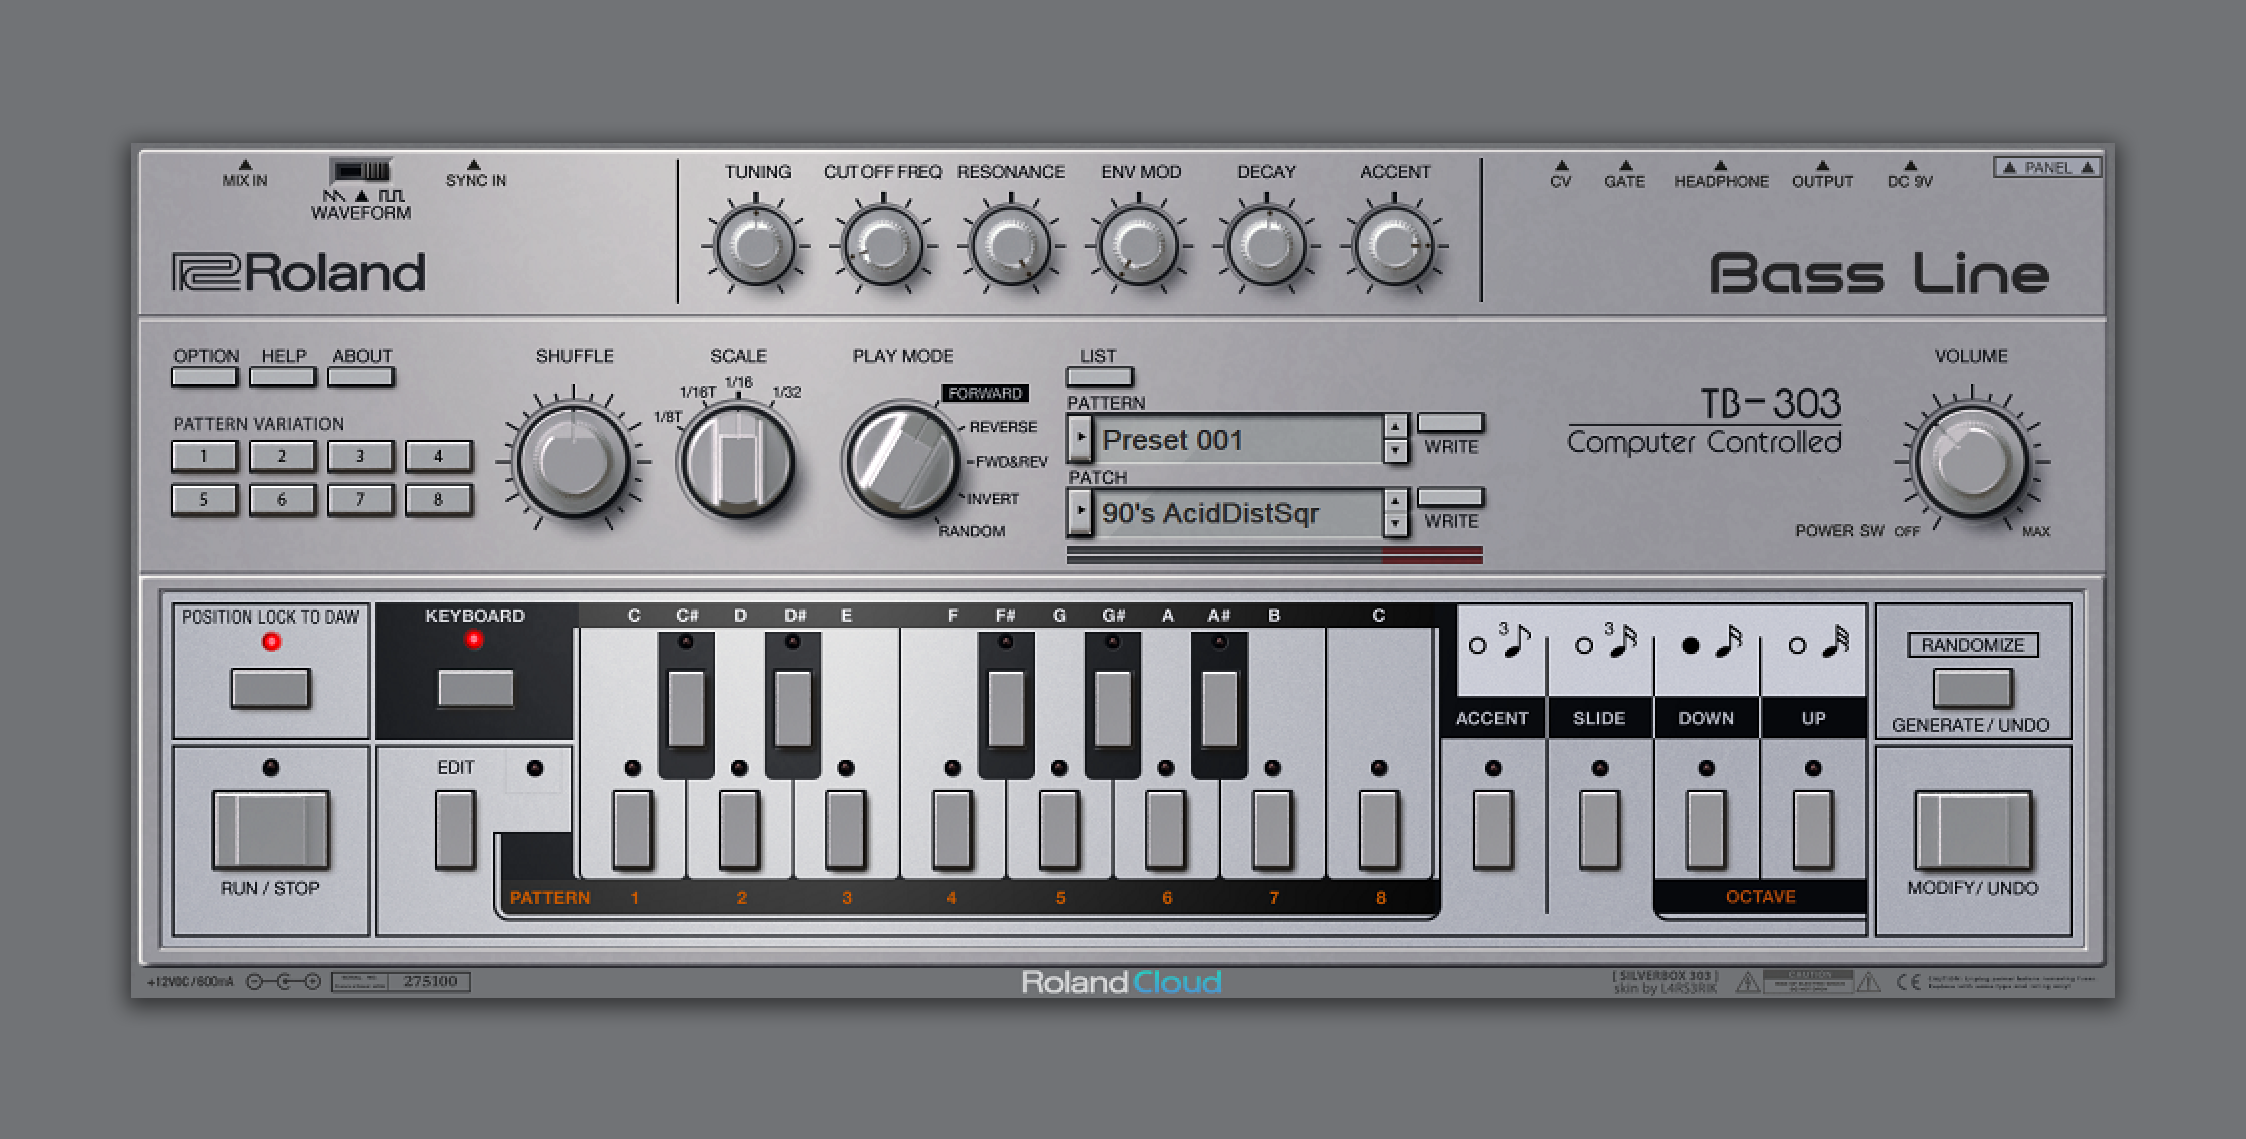 MIX IN
WAVEFORM
SYNC IN
Roland
TUNING CUT OFF FREQ RESONANCE ENV MOD DECAY ACCENT
CV GATE HEADPHONE OUTPUT DC 9V
PANEL
Bass Line
OPTION HELP ABOUT
PATTERN VARIATION
1 2 3 4
5 6 7 8
SHUFFLE
SCALE
1/8T 1/16T 1/16 1/32
PLAY MODE
FORWARD
REVERSE
FWD&REV
INVERT
RANDOM
LIST
PATTERN
Preset 001
WRITE
PATCH
90's AcidDistSqr
WRITE
TB-303
Computer Controlled
VOLUME
POWER SW OFF MAX
POSITION LOCK TO DAW
KEYBOARD
C C# D D# E F F# G G# A A# B C
3 3
ACCENT SLIDE DOWN UP
RANDOMIZE
GENERATE / UNDO
EDIT
RUN / STOP
PATTERN 1 2 3 4 5 6 7 8
OCTAVE
MODIFY / UNDO
+12VDC/600mA
275100
Roland Cloud
[ SILVERBOX 303 ]
skin by L4RS3RIK
CAUTION
CE